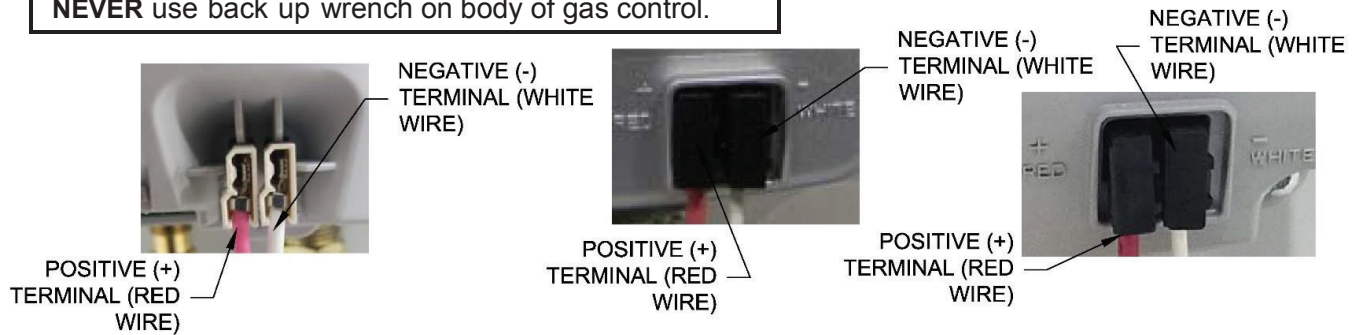 NEVER use back up wrench on body of gas control.
NEGATIVE (-)
TERMINAL (WHITE
WIRE)
POSITIVE (+)
TERMINAL (RED
WIRE)
NEGATIVE (-)
TERMINAL (WHITE
WIRE)
POSITIVE (+)
TERMINAL (RED
WIRE)
WHITE
NEGATIVE (-)
TERMINAL (WHITE
WIRE)
+
RED
-
WHITE
POSITIVE (+)
TERMINAL (RED
WIRE)